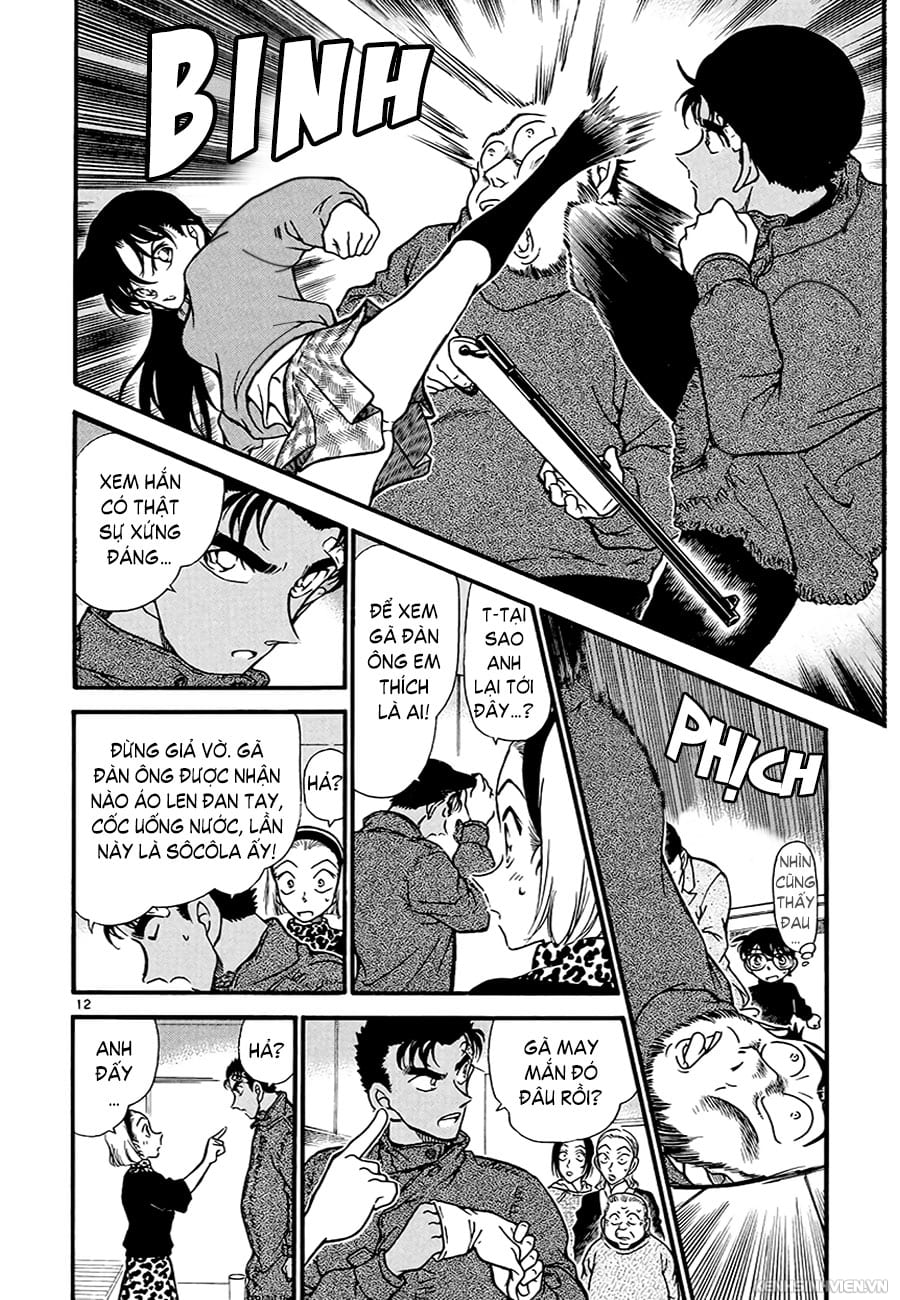 BINH
PHỊCH
NHÌN
CŨNG
THẤY
ĐAU
...
T-TẠI
SAO
ANH
LẠI TỚI
ĐÂY...?
ĐỂ XEM
GÃ ĐÀN
ÔNG EM
THÍCH
LÀ AI!
XEM HẮN
CÓ THẬT
SỰ XỨNG
ĐÁNG...
HẢ?
ĐỪNG GIẢ VỜ. GÃ
ĐÀN ÔNG ĐƯỢC NHẬN
NÀO ÁO LEN ĐAN TAY,
CỐC UỐNG NƯỚC, LẦN
NÀY LÀ SÔCÔLA ẤY!
12
GÃ MAY
MẮN ĐÓ
ĐÂU RỒI?
HẢ?
ANH
ĐẤY
...